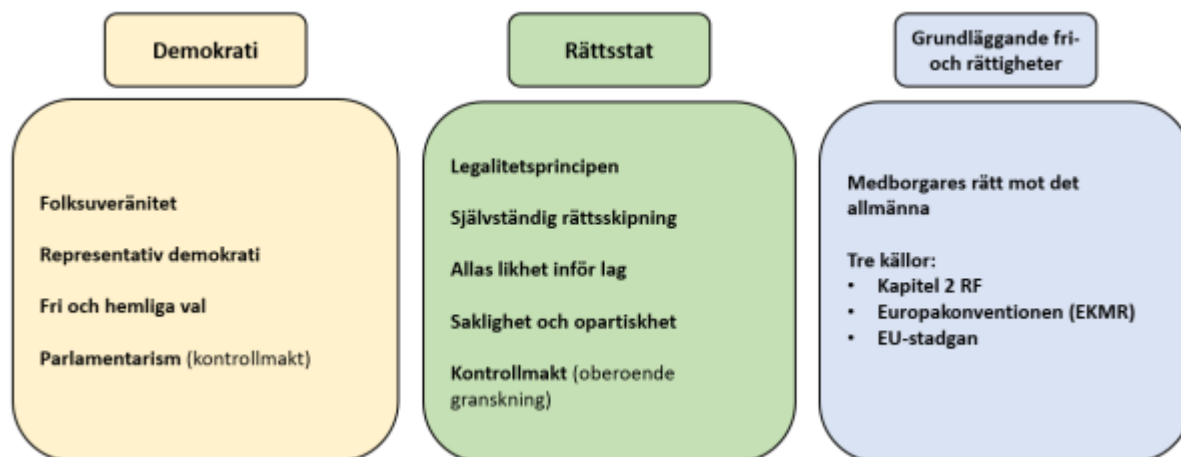 Demokrati
Folksuveränitet
Representativ demokrati
Fri och hemliga val
Parlamentarism (kontrollmakt)
Rättsstat
Legalitetsprincipen
Självständig rättsskipning
Allas likhet inför lag
Saklighet och opartiskhet
Kontrollmakt (oberoende
granskning)
Grundläggande fri-
och rättigheter
Medborgares rätt mot det
allmänna
Tre källor:
• Kapitel 2 RF
• Europakonventionen (EKMR)
• EU-stadgan